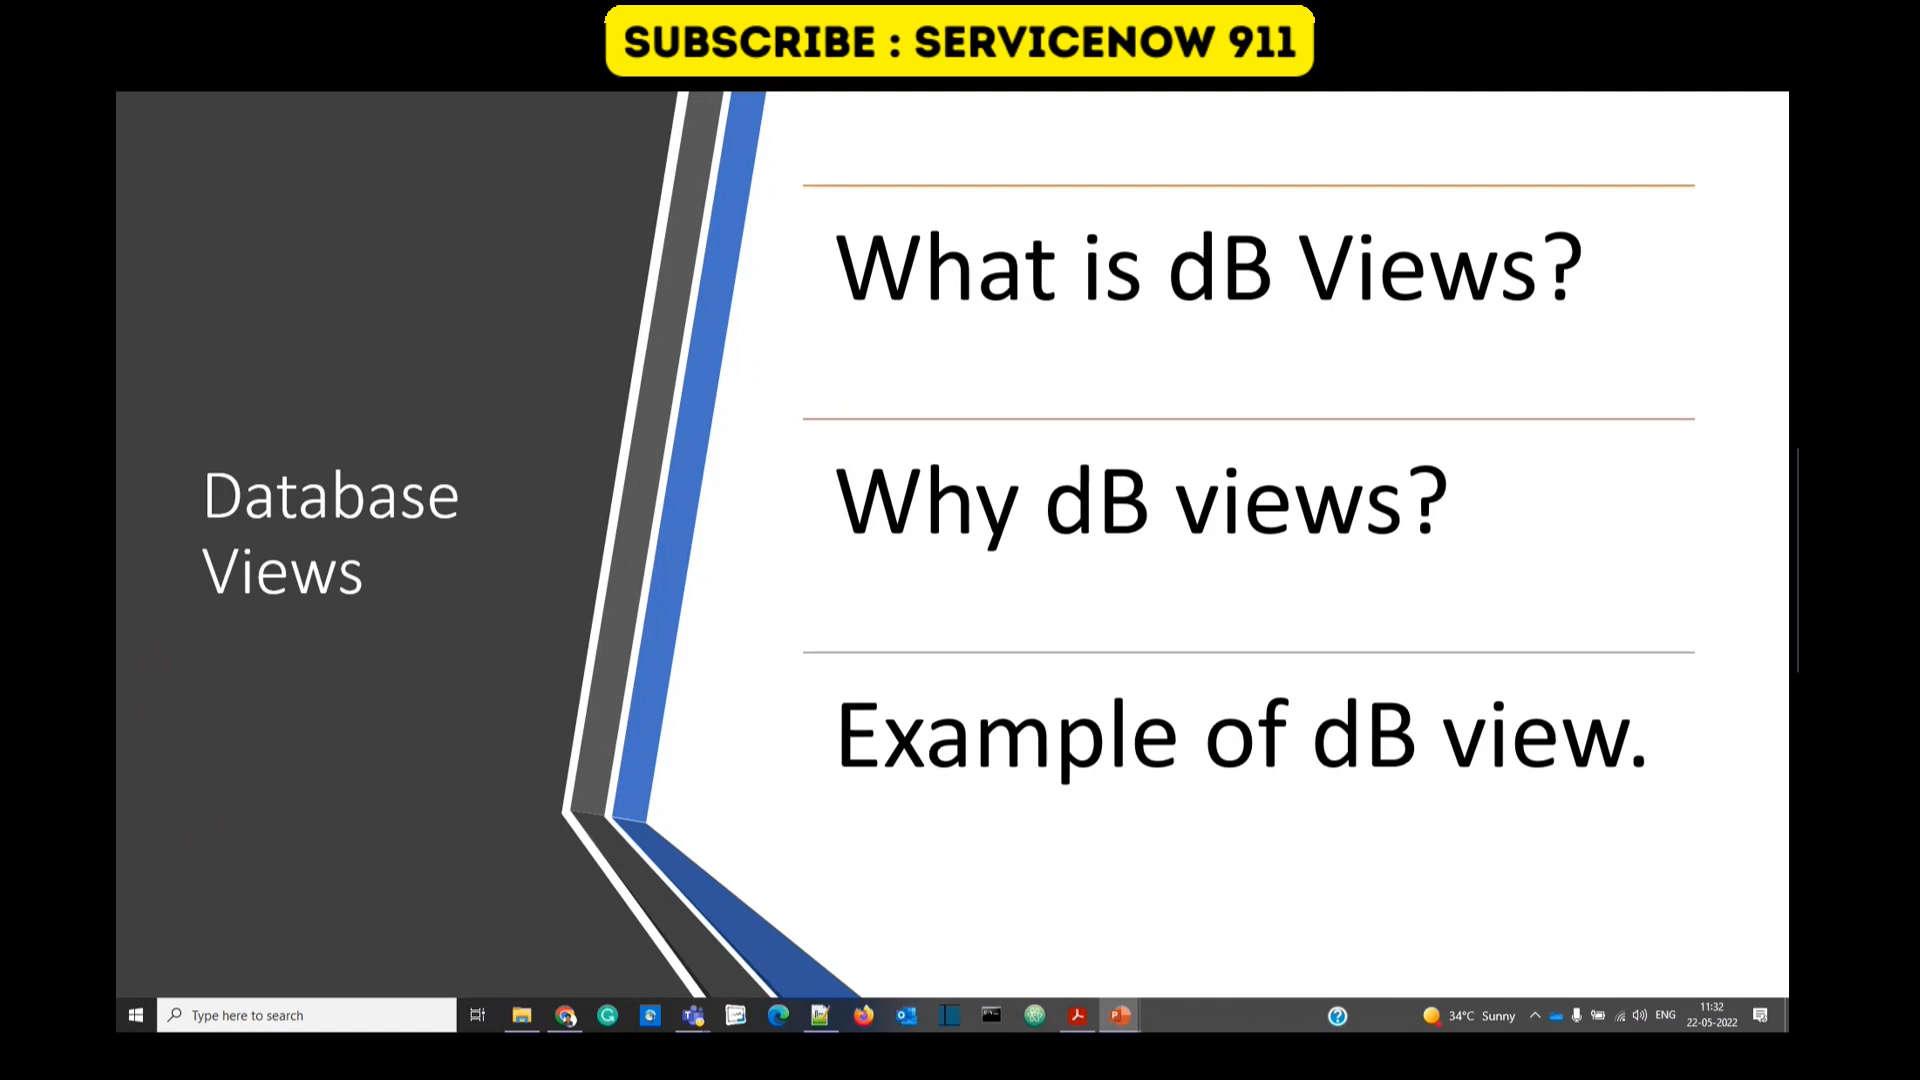 SUBSCRIBE : SERVICENOW 911
Database
Views
What is dB Views?
Why dB views?
Example of dB view.
Type here to search
34°C Sunny
ENG
11:32
22-05-2022